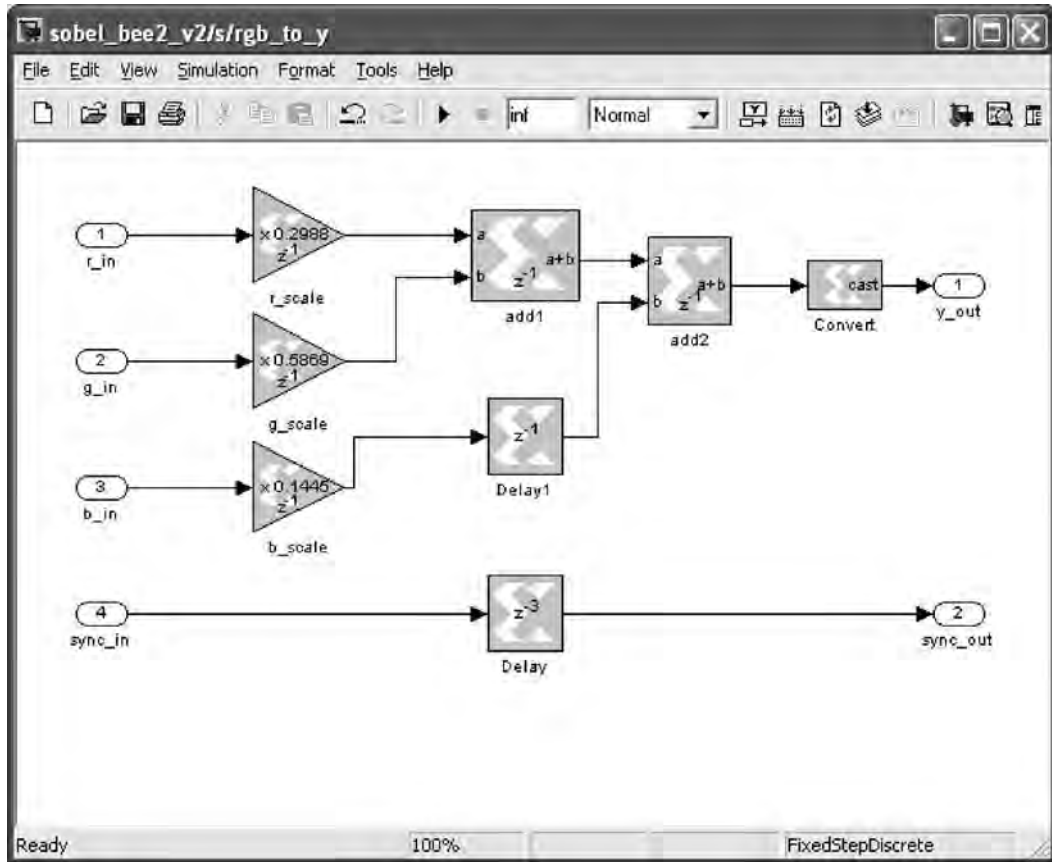 sobel_bee2_v2/s/rgb_to_y
File Edit View Simulation Format Tools Help
inf Normal
1
r_in
x 0.2988
z-1
r_scale
a
b
a+b
z-1
add1
a
b
a+b
z-1
add2
cast
Convert
1
y_out
2
g_in
x 0.5869
z-1
g_scale
z-1
Delay1
3
b_in
x 0.1445
z-1
b_scale
4
sync_in
z-3
Delay
2
sync_out
Ready 100% FixedStepDiscrete